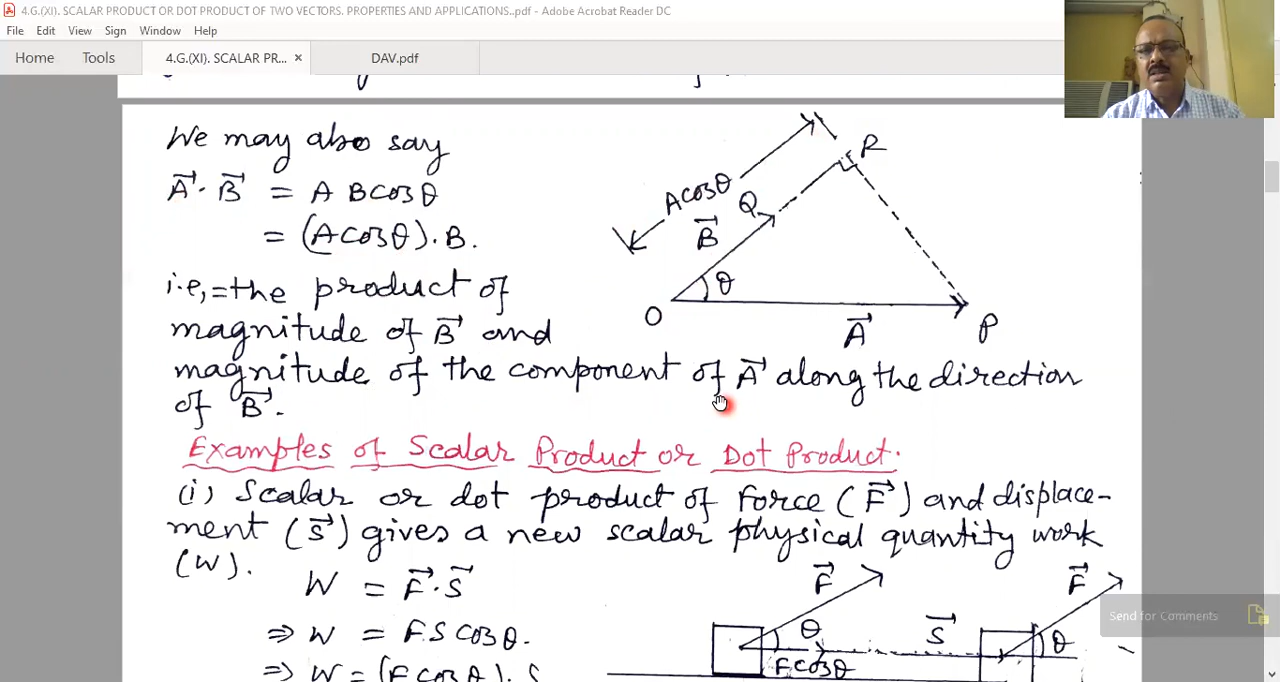 4.G.(XI). SCALAR PRODUCT OR DOT PRODUCT OF TWO VECTORS. PROPERTIES AND APPLICATIONS..pdf - Adobe Acrobat Reader DC
File Edit View Sign Window Help
Home Tools 4.G.(XI). SCALAR PR... × DAV.pdf
We may also say
A⃗. B⃗ = A B cosθ
= (A cosθ). B.
i.e, = the product of
magnitude of B⃗ and
magnitude of the component of A⃗ along the direction
of B⃗.
A cosθ
R
Q
B⃗
θ
O
A⃗
P
Examples of Scalar Product or Dot Product.
(i) Scalar or dot product of Force (F⃗) and displace-
ment (S⃗) gives a new scalar physical quantity work
(W).
W = F⃗. S⃗
⇒ W = F S cosθ.
⇒ W = (F cosθ). S
F⃗
θ
F cosθ
S⃗
F⃗
θ
Send for Comments